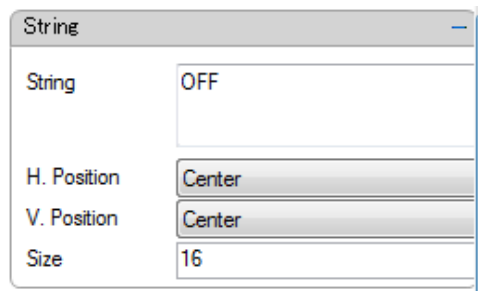 String
String OFF
H. Position Center
V. Position Center
Size 16